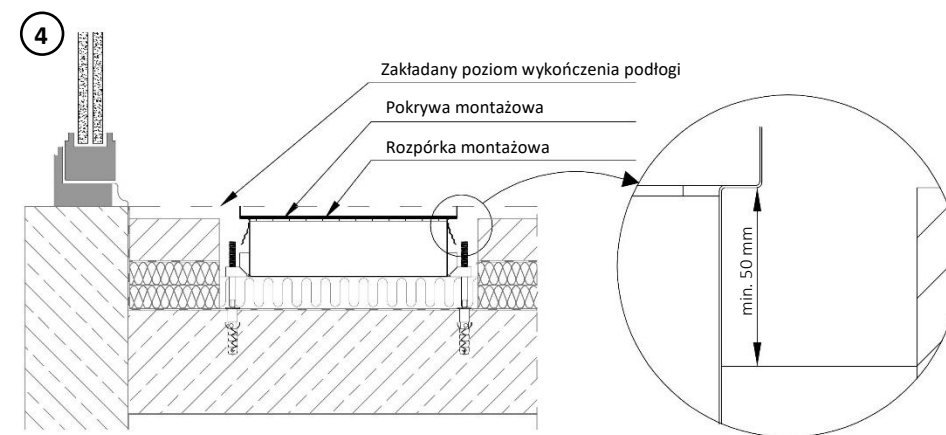 4
Zakładany poziom wykończenia podłogi
Pokrywa montażowa
Rozpórka montażowa
min. 50 mm